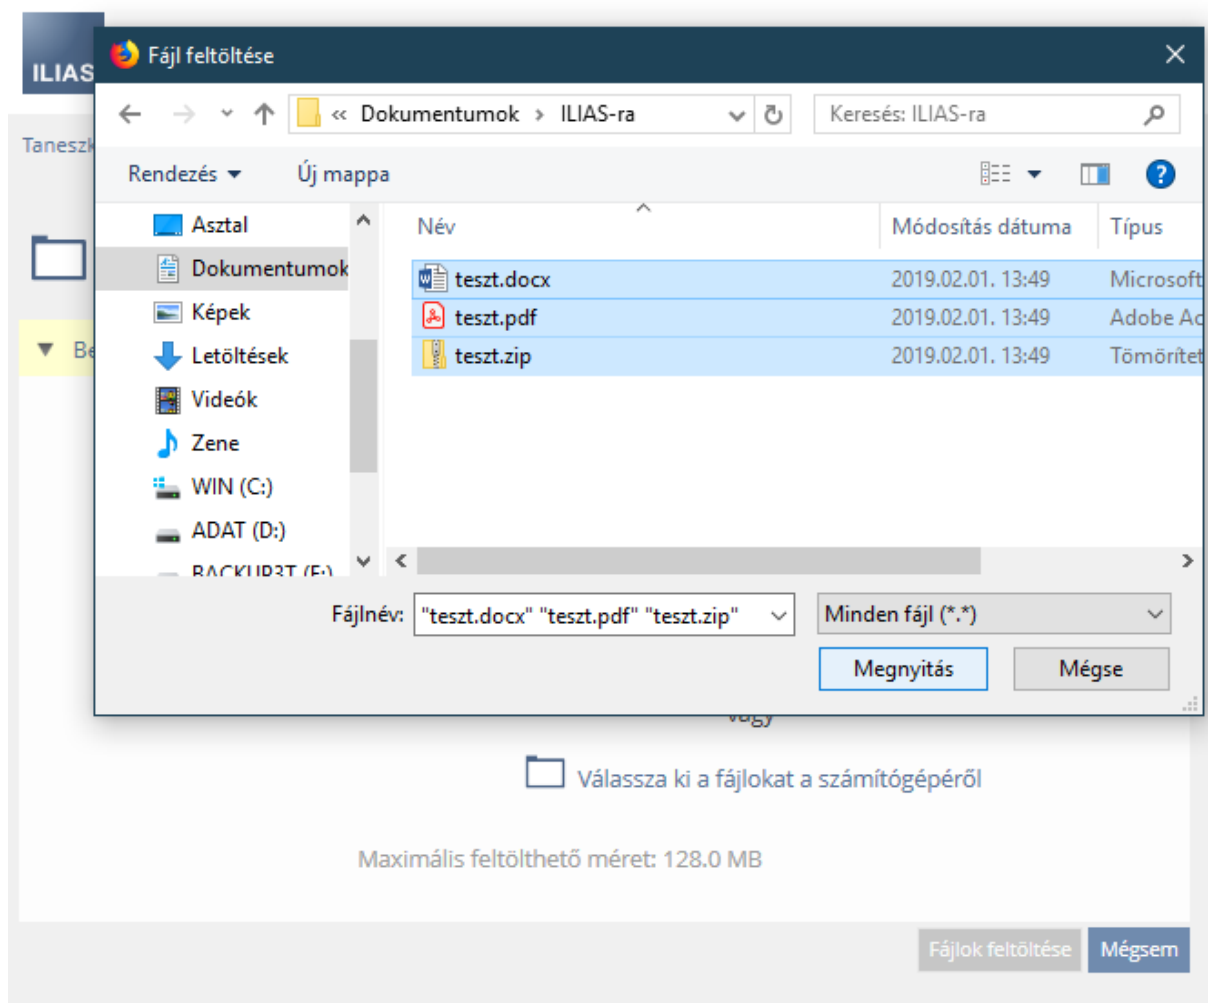 ILIAS
Fájl feltöltése
« Dokumentumok › ILIAS-ra
Keresés: ILIAS-ra
Taneszk
Rendezés
Új mappa
Asztal
Név
Módosítás dátuma
Típus
Dokumentumok
teszt.docx
2019.02.01. 13:49
Microsoft
Képek
teszt.pdf
2019.02.01. 13:49
Adobe Ac
Be
Letöltések
teszt.zip
2019.02.01. 13:49
Tömörítet
Videók
Zene
WIN (C:)
ADAT (D:)
BACKUP3T (E:)
Fájlnév:
"teszt.docx" "teszt.pdf" "teszt.zip"
Minden fájl (*.*)
Megnyitás
Mégse
vagy
Válassza ki a fájlokat a számítógépéről
Maximális feltölthető méret: 128.0 MB
Fájlok feltöltése
Mégsem